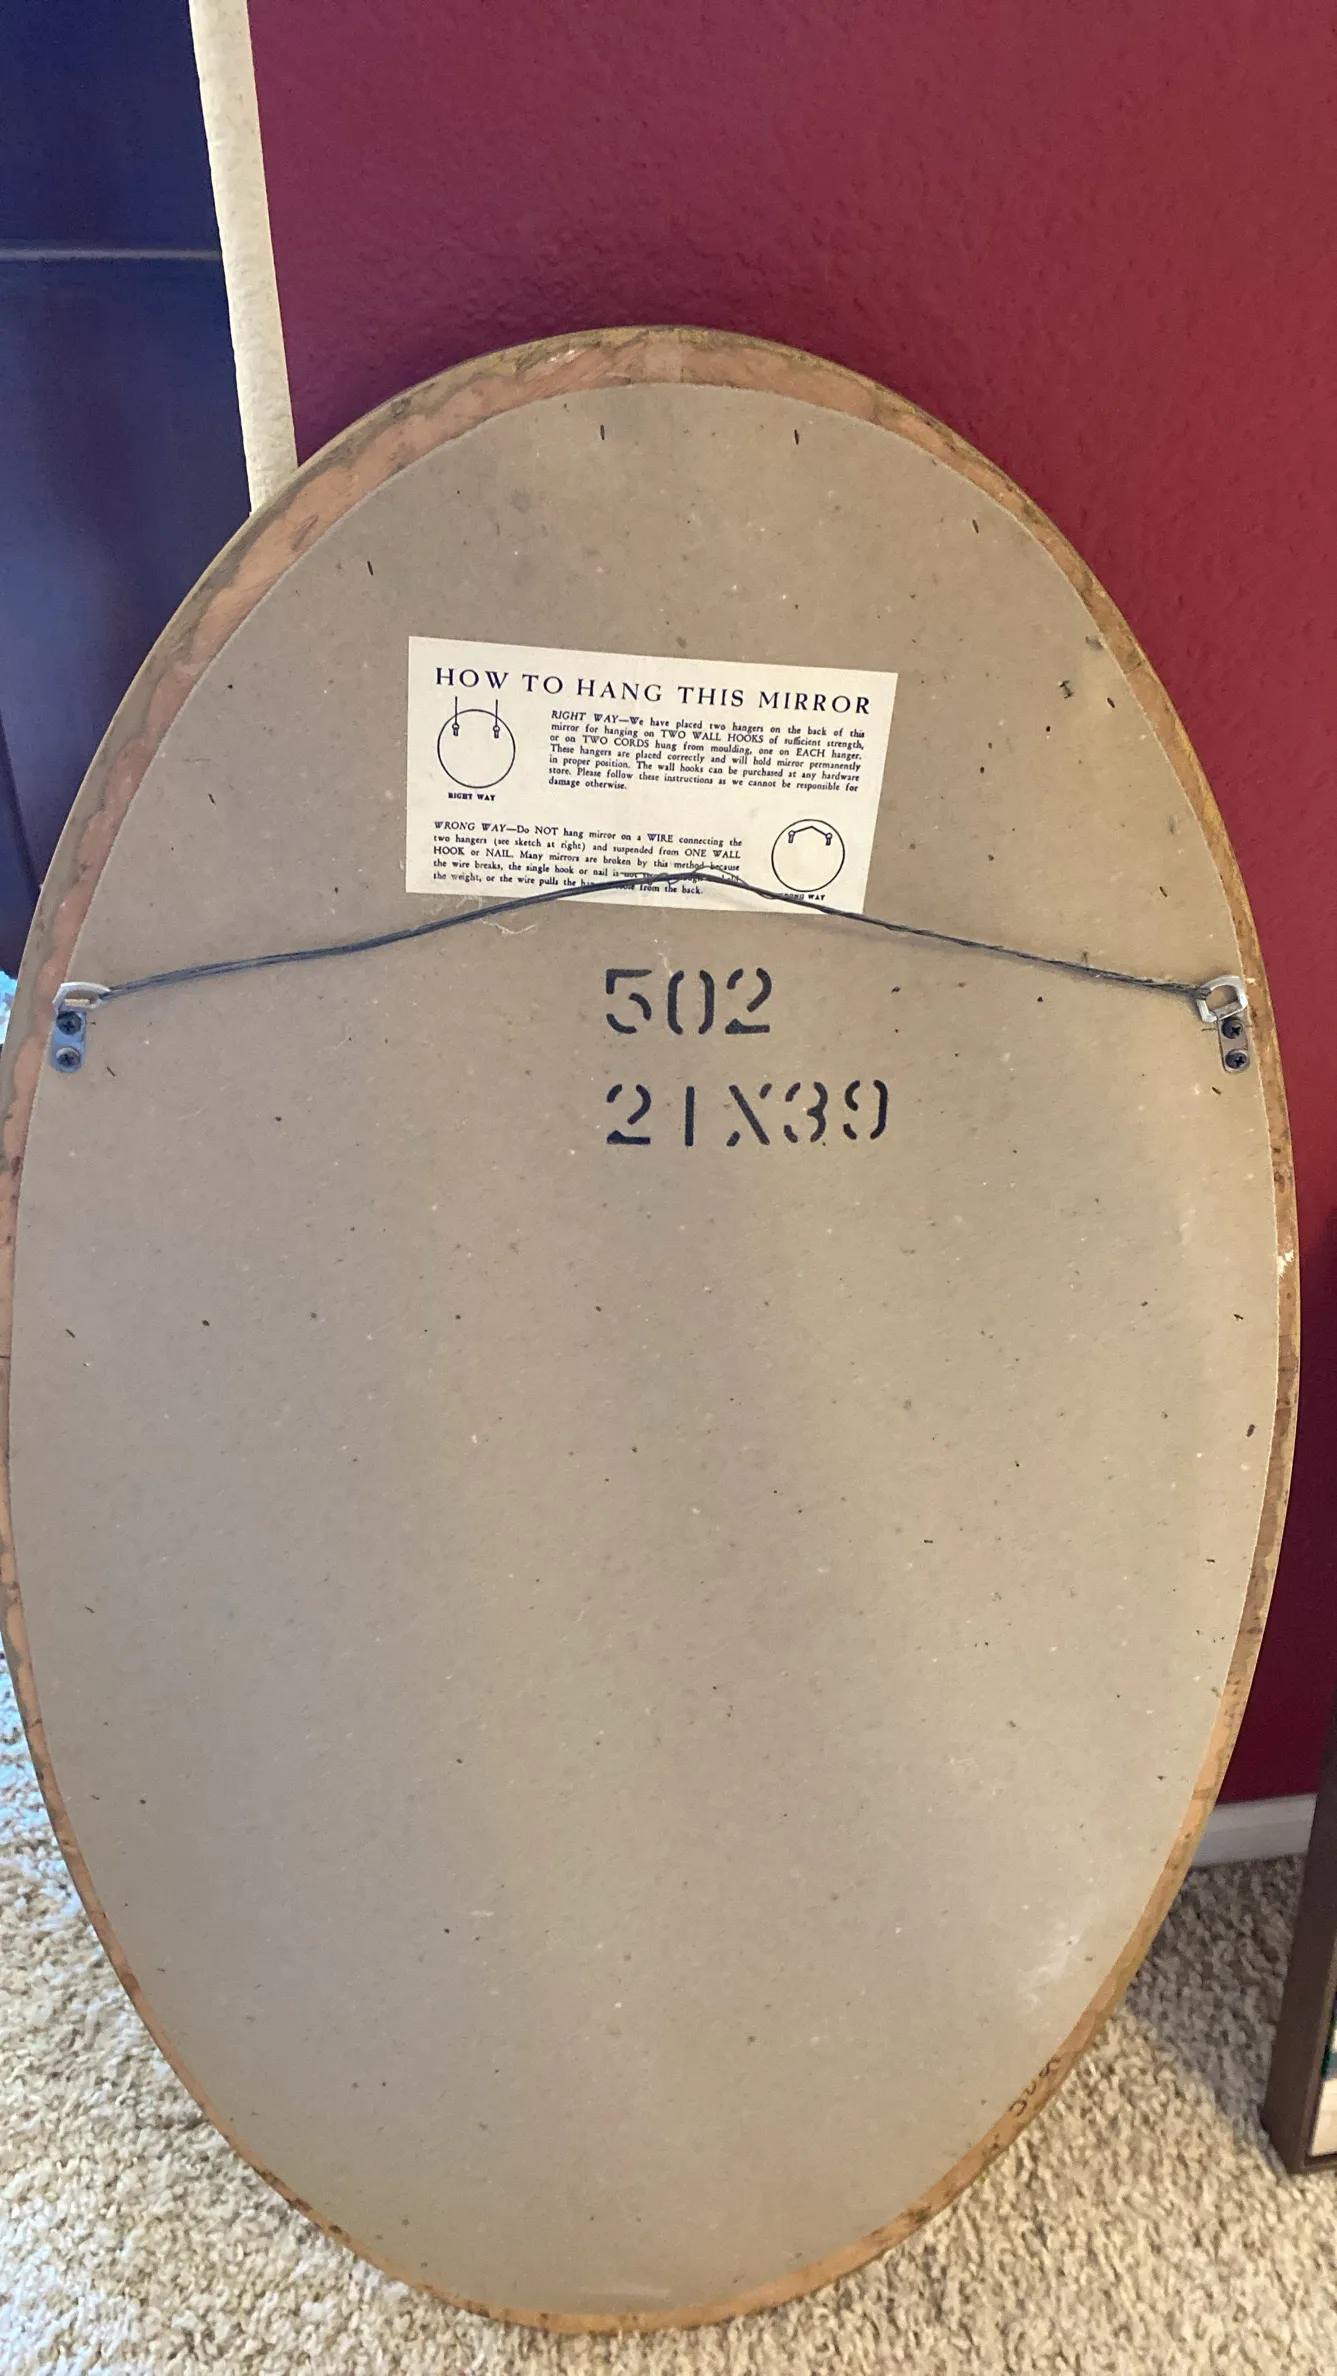 HOW TO HANG THIS MIRROR
RIGHT WAY—We have placed two hangers on the back of this
mirror for hanging on TWO WALL HOOKS of sufficient strength,
or on TWO CORDS hung from moulding, one on EACH hanger.
These hangers are placed correctly and will hold mirror permanently
in proper position. The wall hooks can be purchased at any hardware
store. Please follow these instructions as we cannot be responsible for
damage otherwise.
RIGHT WAY
WRONG WAY—Do NOT hang mirror on a WIRE connecting the
two hangers (see sketch at right) and suspended from ONE WALL
HOOK or NAIL. Many mirrors are broken by this method because
the wire breaks, the single hook or nail is not
the weight, or the wire pulls the from the back.
WAY
502
21X39